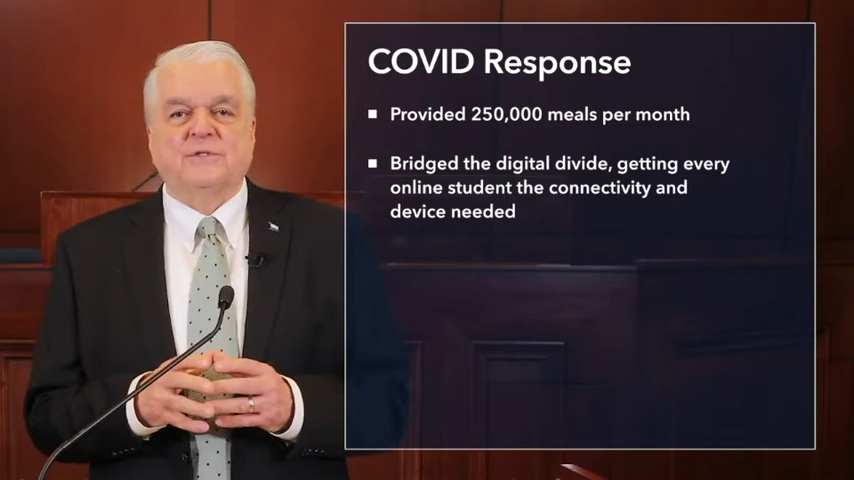 COVID Response
Provided 250,000 meals per month
Bridged the digital divide, getting every
online student the connectivity and
device needed